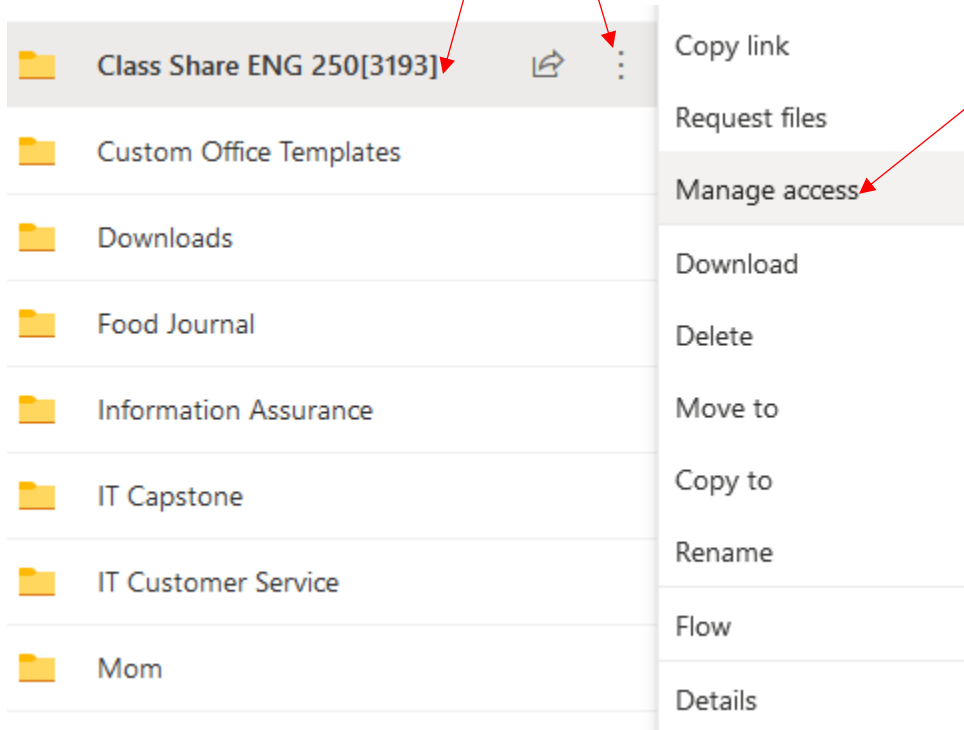 Class Share ENG 250[3193]
Custom Office Templates
Downloads
Food Journal
Information Assurance
IT Capstone
IT Customer Service
Mom
Copy link
Request files
Manage access
Download
Delete
Move to
Copy to
Rename
Flow
Details